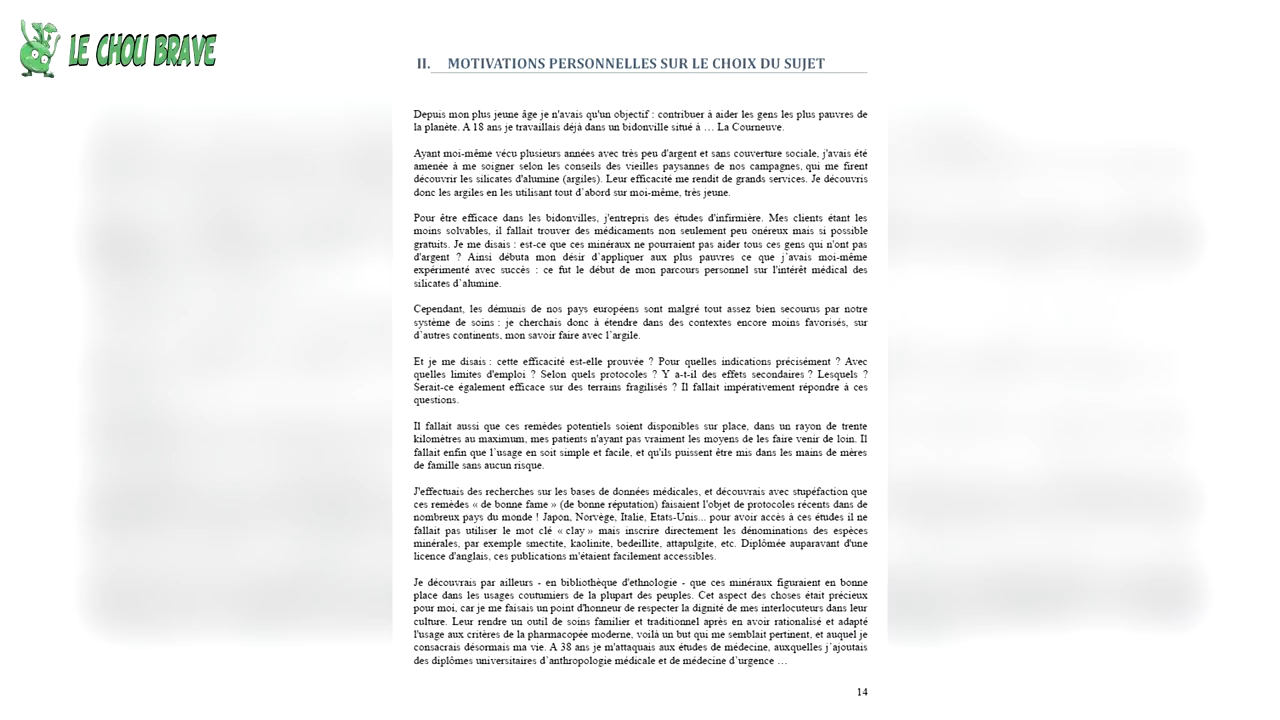 LE CHOU BRAVE
II. MOTIVATIONS PERSONNELLES SUR LE CHOIX DU SUJET
Depuis mon plus jeune âge je n'avais qu'un objectif : contribuer à aider les gens les plus pauvres de
la planète. A 18 ans je travaillais déjà dans un bidonville situé à … La Courneuve.
Ayant moi-même vécu plusieurs années avec très peu d'argent et sans couverture sociale, j'avais été
amenée à me soigner selon les conseils des vieilles paysannes de nos campagnes, qui me firent
découvrir les silicates d'alumine (argiles). Leur efficacité me rendit de grands services. Je découvris
donc les argiles en les utilisant tout d'abord sur moi-même, très jeune.
Pour être efficace dans les bidonvilles, j'entrepris des études d'infirmière. Mes clients étant les
moins solvables, il fallait trouver des médicaments non seulement peu onéreux mais si possible
gratuits. Je me disais : est-ce que ces minéraux ne pourraient pas aider tous ces gens qui n'ont pas
d'argent ? Ainsi débuta mon désir d'appliquer aux plus pauvres ce que j'avais moi-même
expérimenté avec succès : ce fut le début de mon parcours personnel sur l'intérêt médical des
silicates d'alumine.
Cependant, les démunis de nos pays européens sont malgré tout assez bien secourus par notre
système de soins : je cherchais donc à étendre dans des contextes encore moins favorisés, sur
d'autres continents, mon savoir faire avec l'argile.
Et je me disais : cette efficacité est-elle prouvée ? Pour quelles indications précisément ? Avec
quelles limites d'emploi ? Selon quels protocoles ? Y a-t-il des effets secondaires ? Lesquels ?
Serait-ce également efficace sur des terrains fragilisés ? Il fallait impérativement répondre à ces
questions.
Il fallait aussi que ces remèdes potentiels soient disponibles sur place, dans un rayon de trente
kilomètres au maximum, mes patients n'ayant pas vraiment les moyens de les faire venir de loin. Il
fallait enfin que l'usage en soit simple et facile, et qu'ils puissent être mis dans les mains de mères
de famille sans aucun risque.
J'effectuais des recherches sur les bases de données médicales, et découvrais avec stupéfaction que
ces remèdes « de bonne fame » (de bonne réputation) faisaient l'objet de protocoles récents dans de
nombreux pays du monde ! Japon, Norvège, Italie, Etats-Unis... pour avoir accès à ces études il ne
fallait pas utiliser le mot clé « clay » mais inscrire directement les dénominations des espèces
minérales, par exemple smectite, kaolinite, bedeillite, attapulgite, etc. Diplômée auparavant d'une
licence d'anglais, ces publications m'étaient facilement accessibles.
Je découvrais par ailleurs - en bibliothèque d'ethnologie - que ces minéraux figuraient en bonne
place dans les usages coutumiers de la plupart des peuples. Cet aspect des choses était précieux
pour moi, car je me faisais un point d'honneur de respecter la dignité de mes interlocuteurs dans leur
culture. Leur rendre un outil de soins familier et traditionnel après en avoir rationalisé et adapté
l'usage aux critères de la pharmacopée moderne, voilà un but qui me semblait pertinent, et auquel je
consacrais désormais ma vie. A 38 ans je m'attaquais aux études de médecine, auxquelles j'ajoutais
des diplômes universitaires d'anthropologie médicale et de médecine d'urgence …
14